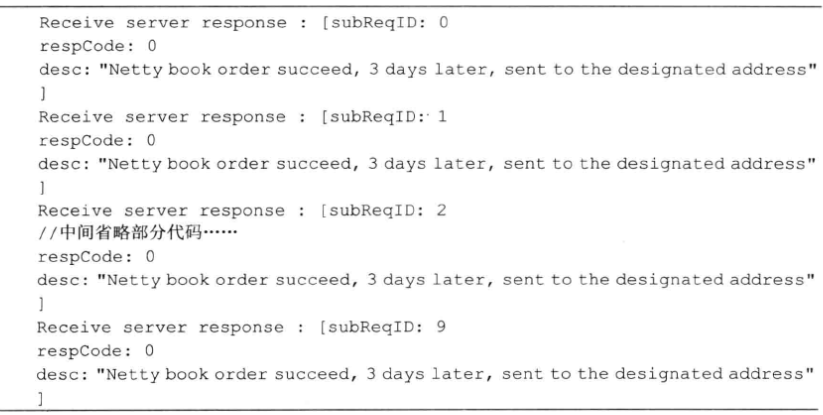 Receive server response : [subReqID: 0
respCode: 0
desc: "Netty book order succeed, 3 days later, sent to the designated address"
]
Receive server response : [subReqID: 1
respCode: 0
desc: "Netty book order succeed, 3 days later, sent to the designated address"
]
Receive server response : [subReqID: 2
//中间省略部分代码……
respCode: 0
desc: "Netty book order succeed, 3 days later, sent to the designated address"
]
Receive server response : [subReqID: 9
respCode: 0
desc: "Netty book order succeed, 3 days later, sent to the designated address"
]